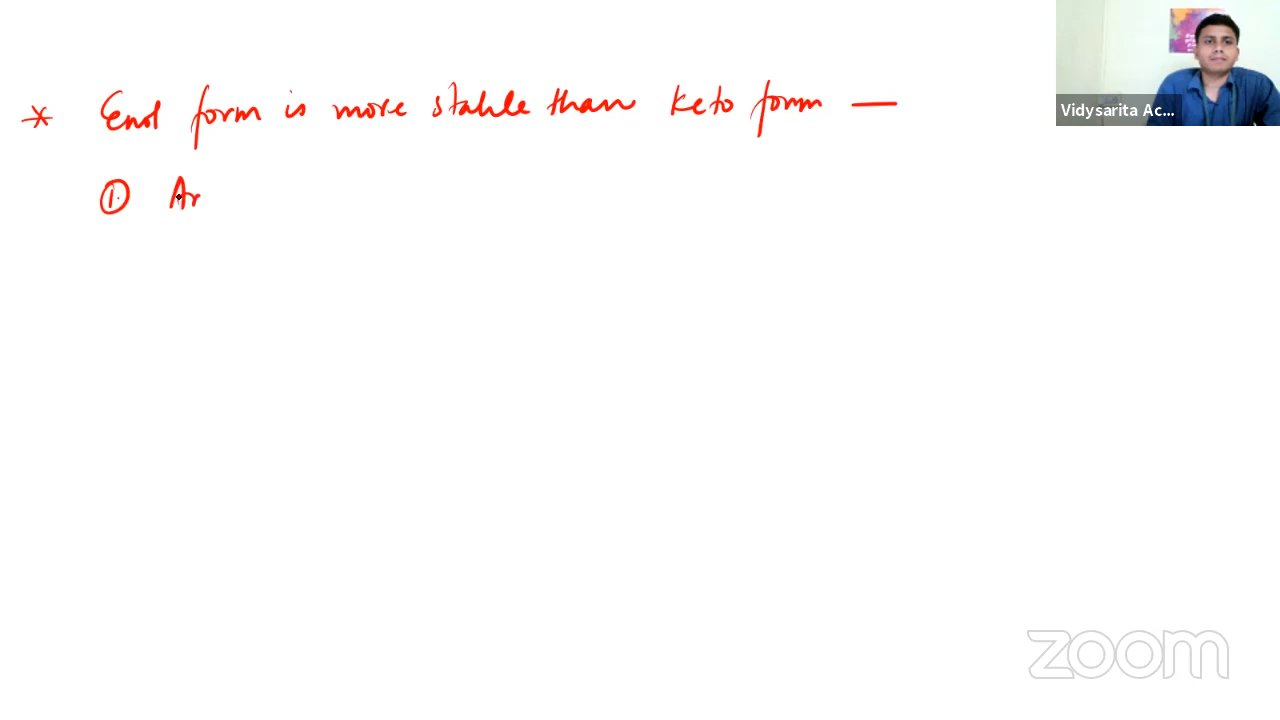 * Enol form is more stable than keto form —
① Ar
Vidysarita Ac...
zoom